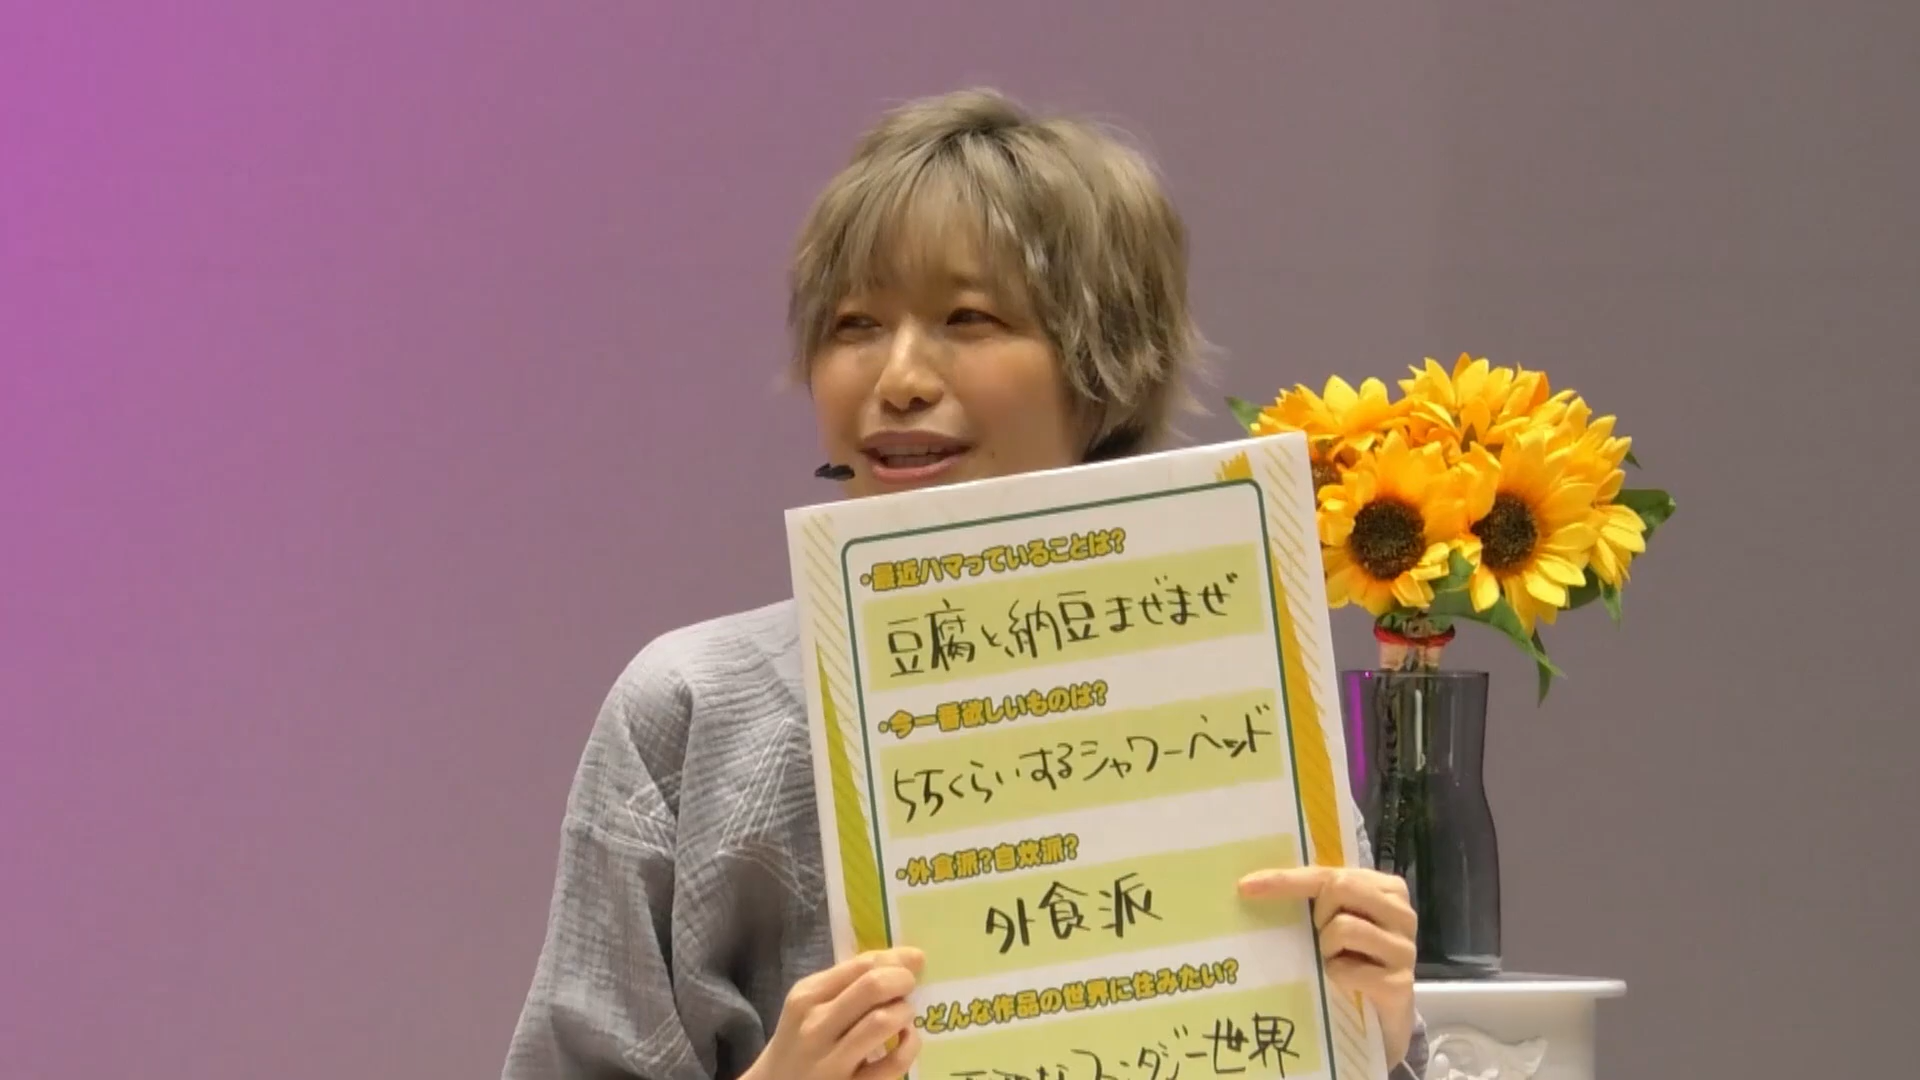 ・最近ハマっていることは?
豆腐と納豆まぜまぜ
・今一番欲しいものは?
5万くらいするシャワーヘッド
・外食派?自炊派?
外食派
・どんな作品の世界に住みたい?
ファンタジー世界